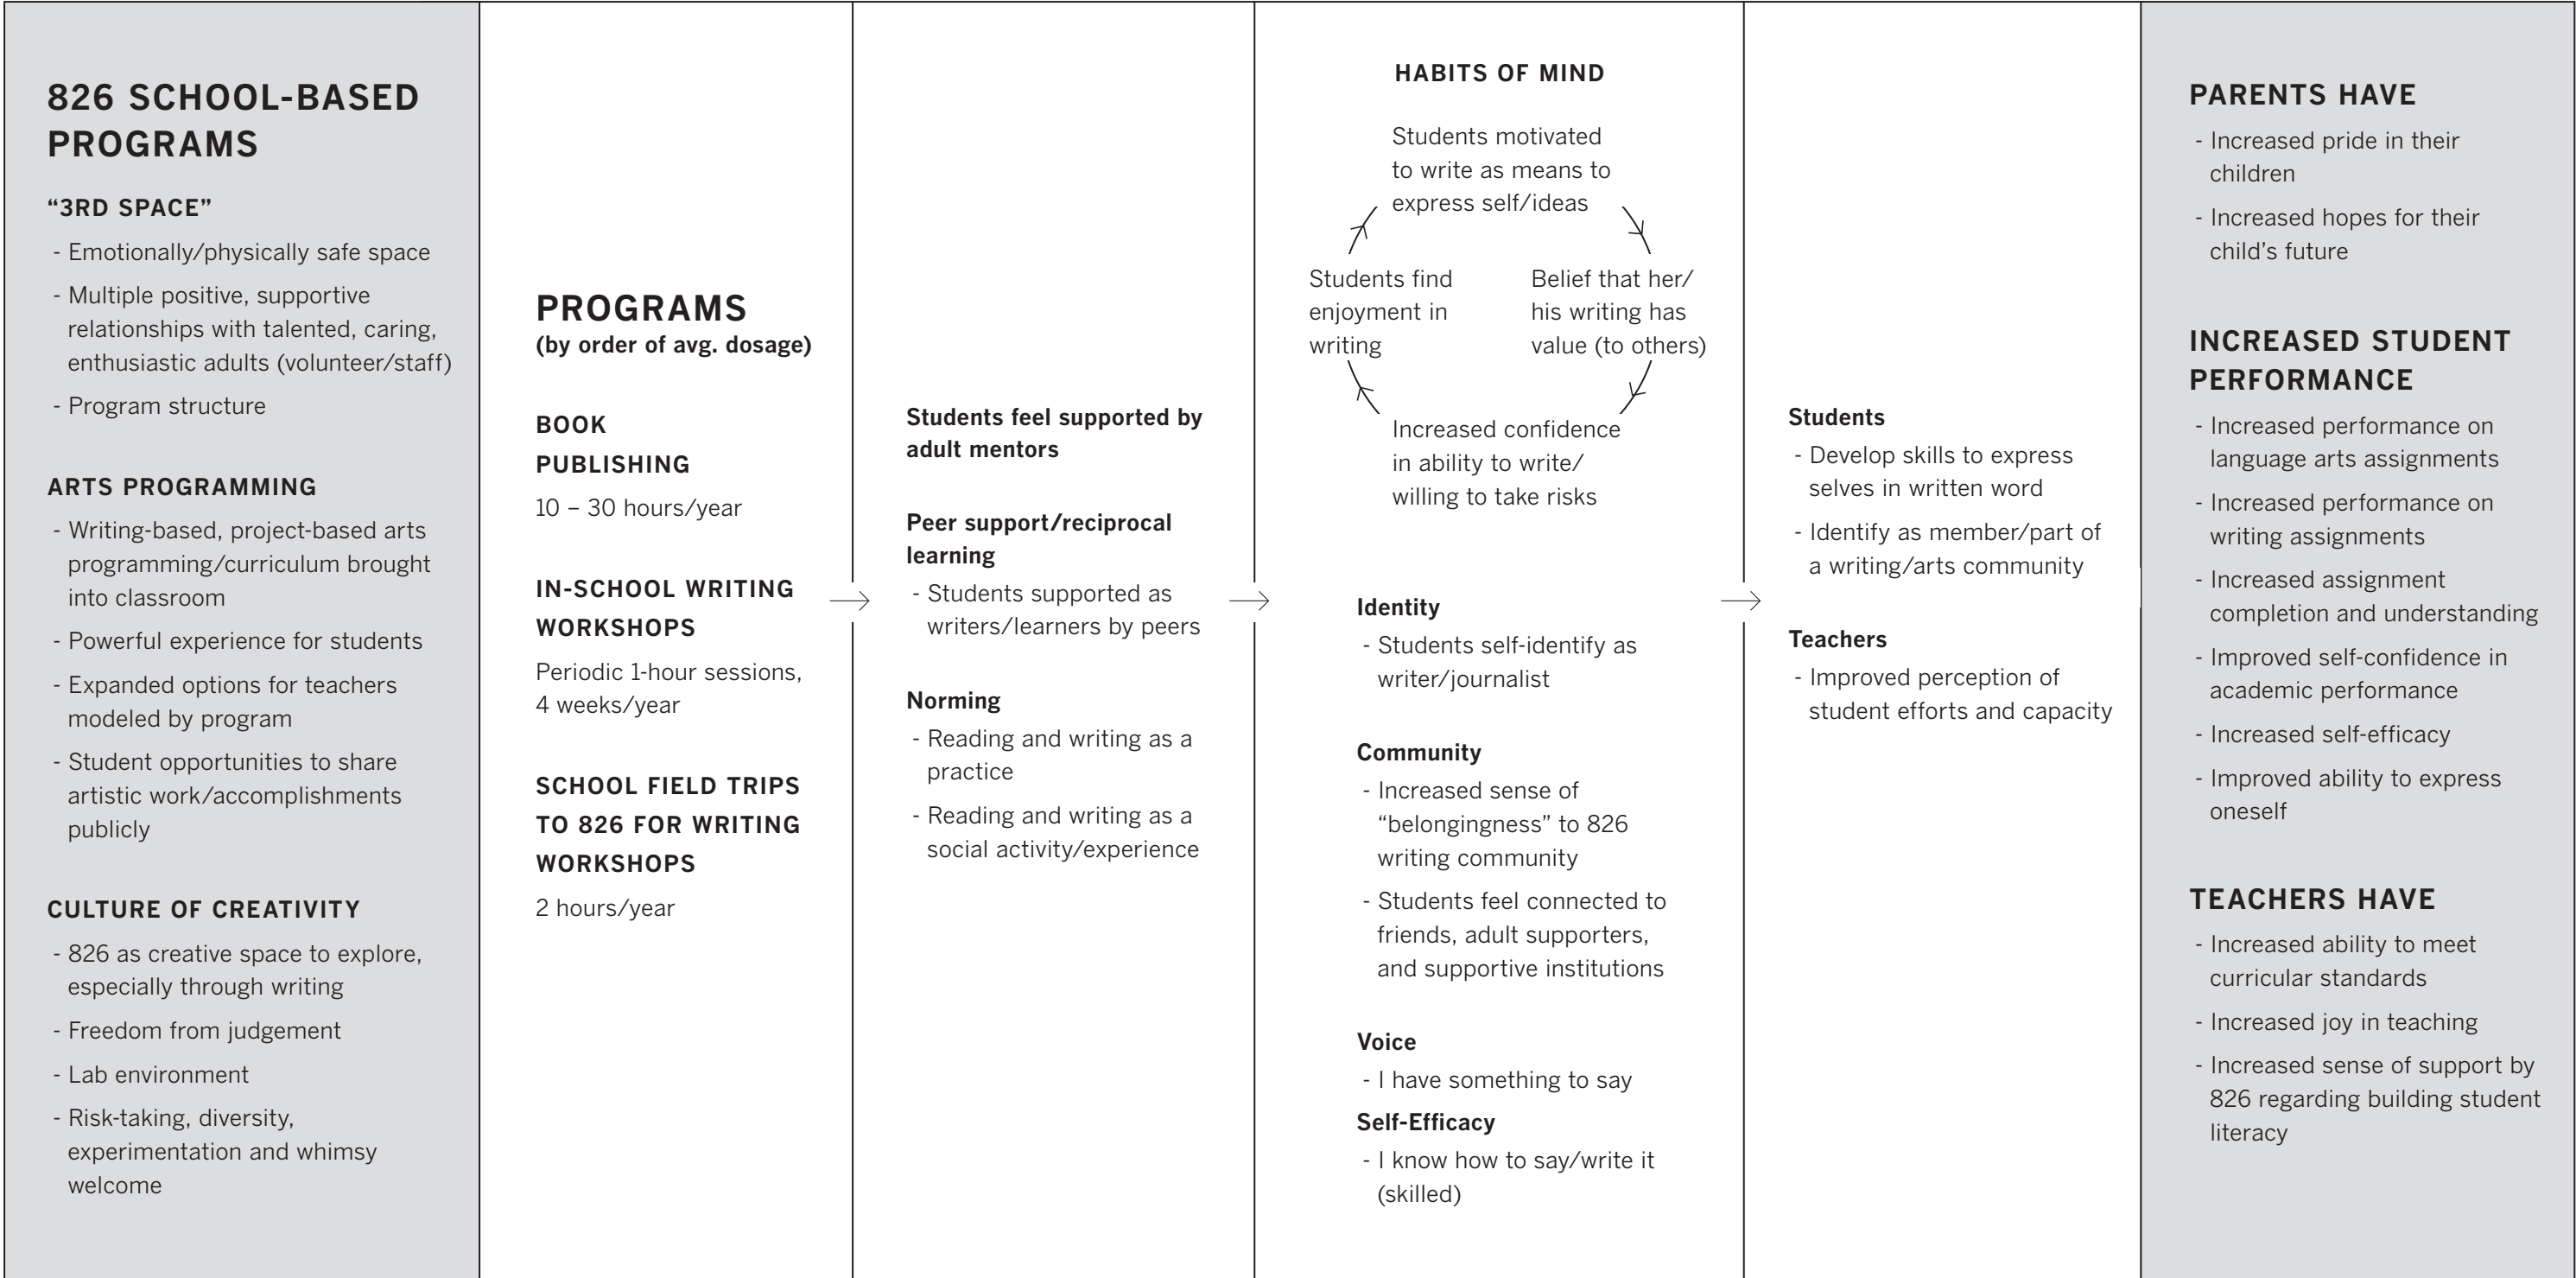 826 SCHOOL-BASED
PROGRAMS
“3RD SPACE”
- Emotionally/physically safe space
- Multiple positive, supportive
relationships with talented, caring,
enthusiastic adults (volunteer/staff)
- Program structure
ARTS PROGRAMMING
- Writing-based, project-based arts
programming/curriculum brought
into classroom
- Powerful experience for students
- Expanded options for teachers
modeled by program
- Student opportunities to share
artistic work/accomplishments
publicly
CULTURE OF CREATIVITY
- 826 as creative space to explore,
especially through writing
- Freedom from judgement
- Lab environment
- Risk-taking, diversity,
experimentation and whimsy
welcome
PROGRAMS
(by order of avg. dosage)
BOOK
PUBLISHING
10 – 30 hours/year
IN-SCHOOL WRITING
WORKSHOPS
Periodic 1-hour sessions,
4 weeks/year
SCHOOL FIELD TRIPS
TO 826 FOR WRITING
WORKSHOPS
2 hours/year
Students feel supported by
adult mentors
Peer support/reciprocal
learning
- Students supported as
writers/learners by peers
Norming
- Reading and writing as a
practice
- Reading and writing as a
social activity/experience
HABITS OF MIND
Students motivated
to write as means to
express self/ideas
Belief that her/
his writing has
value (to others)
Increased confidence
in ability to write/
willing to take risks
Students find
enjoyment in
writing
Identity
- Students self-identify as
writer/journalist
Community
- Increased sense of
“belongingness” to 826
writing community
- Students feel connected to
friends, adult supporters,
and supportive institutions
Voice
- I have something to say
Self-Efficacy
- I know how to say/write it
(skilled)
Students
- Develop skills to express
selves in written word
- Identify as member/part of
a writing/arts community
Teachers
- Improved perception of
student efforts and capacity
PARENTS HAVE
- Increased pride in their
children
- Increased hopes for their
child’s future
INCREASED STUDENT
PERFORMANCE
- Increased performance on
language arts assignments
- Increased performance on
writing assignments
- Increased assignment
completion and understanding
- Improved self-confidence in
academic performance
- Increased self-efficacy
- Improved ability to express
oneself
TEACHERS HAVE
- Increased ability to meet
curricular standards
- Increased joy in teaching
- Increased sense of support by
826 regarding building student
literacy